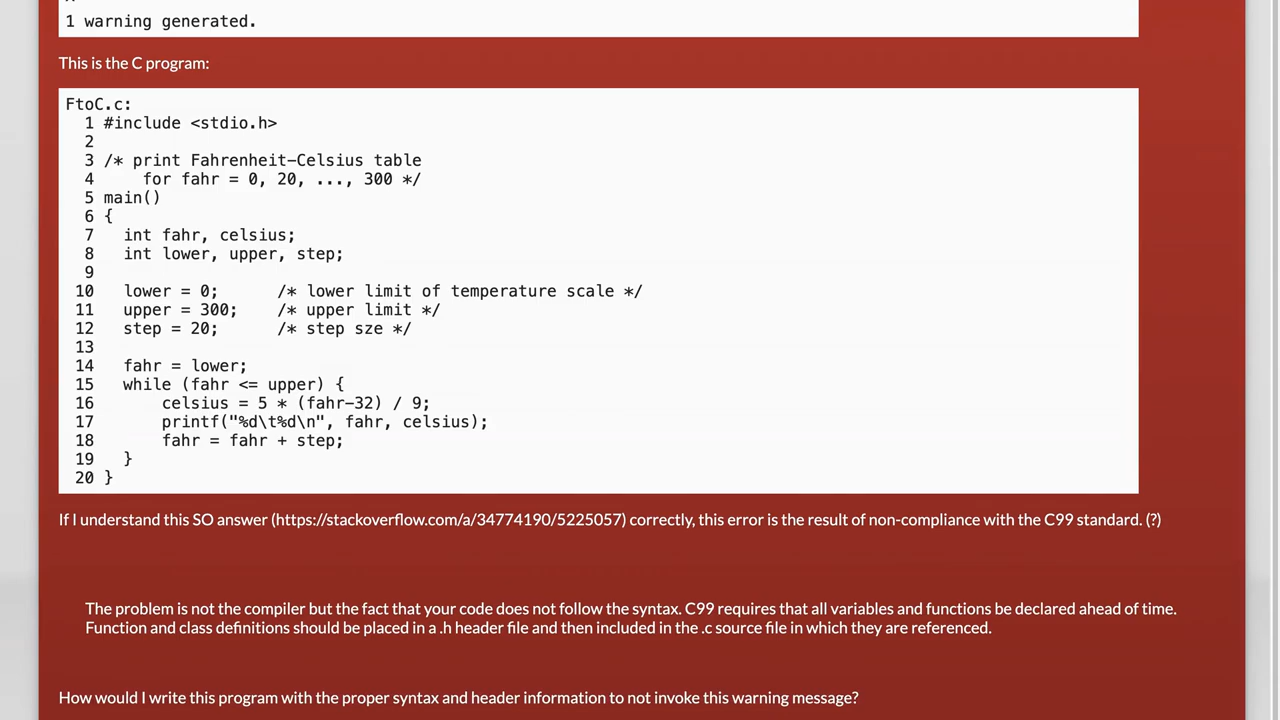 1 warning generated.
This is the C program:
FtoC.c:
1 #include <stdio.h>
2
3 /* print Fahrenheit-Celsius table
4     for fahr = 0, 20, ..., 300 */
5 main()
6 {
7   int fahr, celsius;
8   int lower, upper, step;
9
10   lower = 0;      /* lower limit of temperature scale */
11   upper = 300;    /* upper limit */
12   step = 20;      /* step sze */
13
14   fahr = lower;
15   while (fahr <= upper) {
16       celsius = 5 * (fahr-32) / 9;
17       printf("%d\t%d\n", fahr, celsius);
18       fahr = fahr + step;
19   }
20 }
If I understand this SO answer (https://stackoverflow.com/a/34774190/5225057) correctly, this error is the result of non-compliance with the C99 standard. (?)
The problem is not the compiler but the fact that your code does not follow the syntax. C99 requires that all variables and functions be declared ahead of time.
Function and class definitions should be placed in a .h header file and then included in the .c source file in which they are referenced.
How would I write this program with the proper syntax and header information to not invoke this warning message?